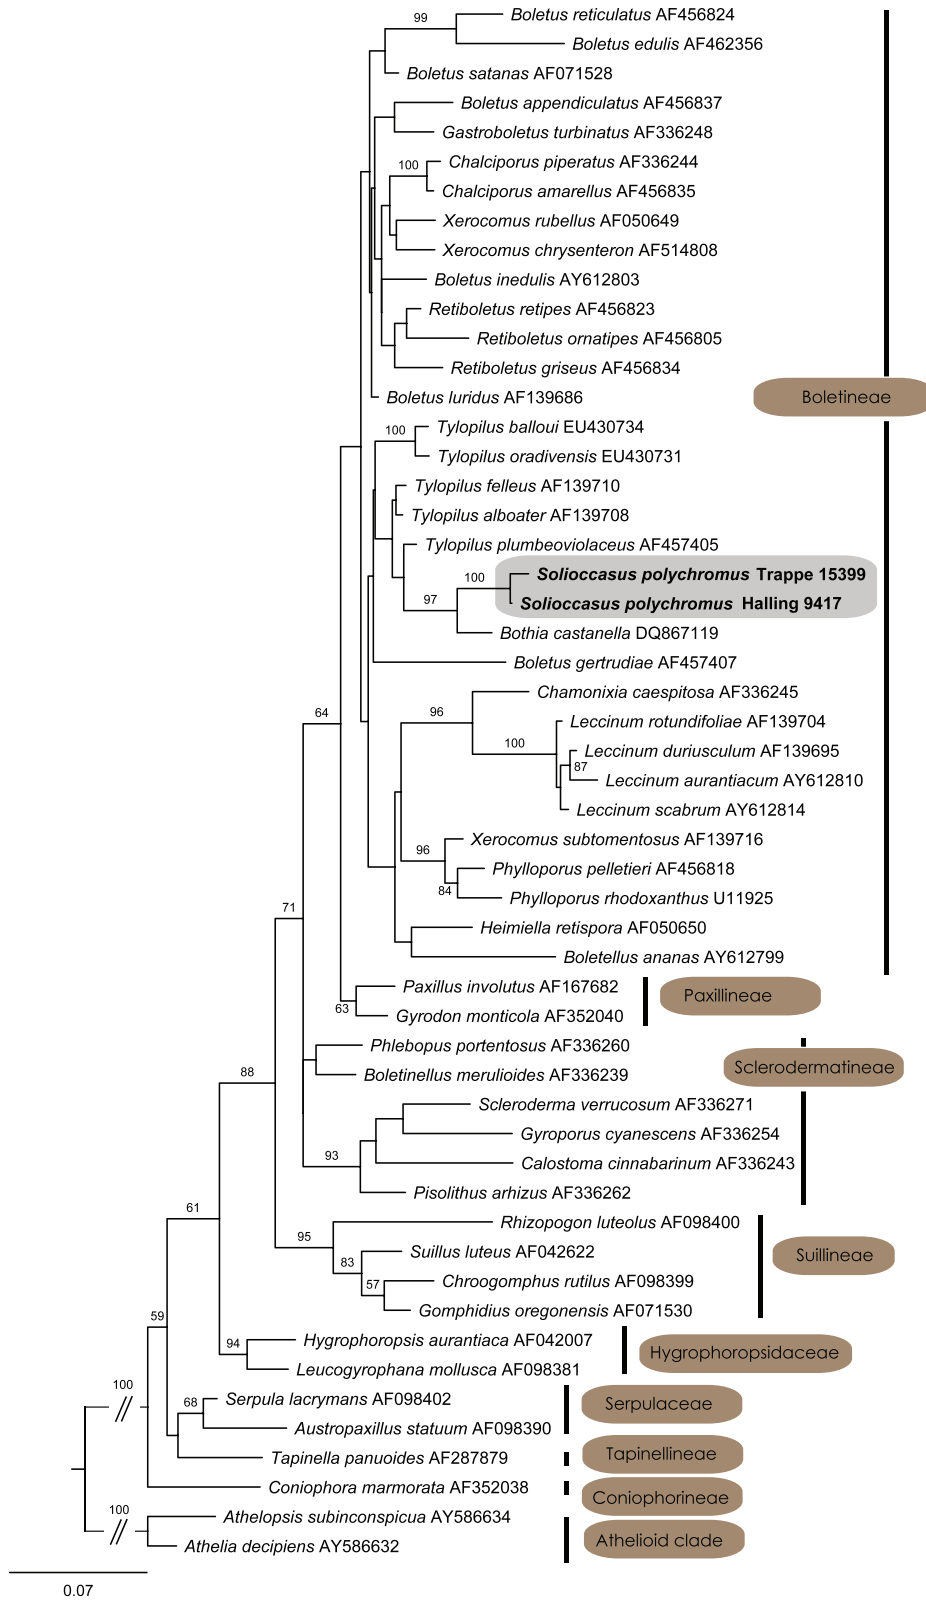 99
Boletus reticulatus AF456824
Boletus edulis AF462356
Boletus satanas AF071528
Boletus appendiculatus AF456837
Gastroboletus turbinatus AF336248
100
Chalciporus piperatus AF336244
Chalciporus amarellus AF456835
Xerocomus rubellus AF050649
Xerocomus chrysenteron AF514808
Boletus inedulis AY612803
Retiboletus retipes AF456823
Retiboletus ornatipes AF456805
Retiboletus griseus AF456834
Boletus luridus AF139686
Boletineae
100
Tylopilus balloui EU430734
Tylopilus oradivensis EU430731
Tylopilus felleus AF139710
Tylopilus alboater AF139708
Tylopilus plumbeoviolaceus AF457405
100
Solioccasus polychromus Trappe 15399
97
Solioccasus polychromus Halling 9417
Bothia castanella DQ867119
Boletus gertrudiae AF457407
Chamonixia caespitosa AF336245
64
96
Leccinum rotundifoliae AF139704
100
Leccinum duriusculum AF139695
87
Leccinum aurantiacum AY612810
Leccinum scabrum AY612814
Xerocomus subtomentosus AF139716
96
Phylloporus pelletieri AF456818
84
Phylloporus rhodoxanthus U11925
71
Heimiella retispora AF050650
Boletellus ananas AY612799
Paxillus involutus AF167682
Paxillineae
63
Gyrodon monticola AF352040
Phlebopus portentosus AF336260
Sclerodermatineae
88
Boletinellus merulioides AF336239
Scleroderma verrucosum AF336271
Gyroporus cyanescens AF336254
93
Calostoma cinnabarinum AF336243
Pisolithus arhizus AF336262
61
Rhizopogon luteolus AF098400
95
Suillus luteus AF042622
Suillineae
83
Chroogomphus rutilus AF098399
57
Gomphidius oregonensis AF071530
59
Hygrophoropsis aurantiaca AF042007
94
Hygrophoropsidaceae
Leucogyrophana mollusca AF098381
100
Serpula lacrymans AF098402
68
Serpulaceae
Austropaxillus statuum AF098390
Tapinella panuoides AF287879
Tapinellineae
Coniophora marmorata AF352038
Coniophorineae
100
Athelopsis subinconspicua AY586634
Athelia decipiens AY586632
Athelioid clade
0.07